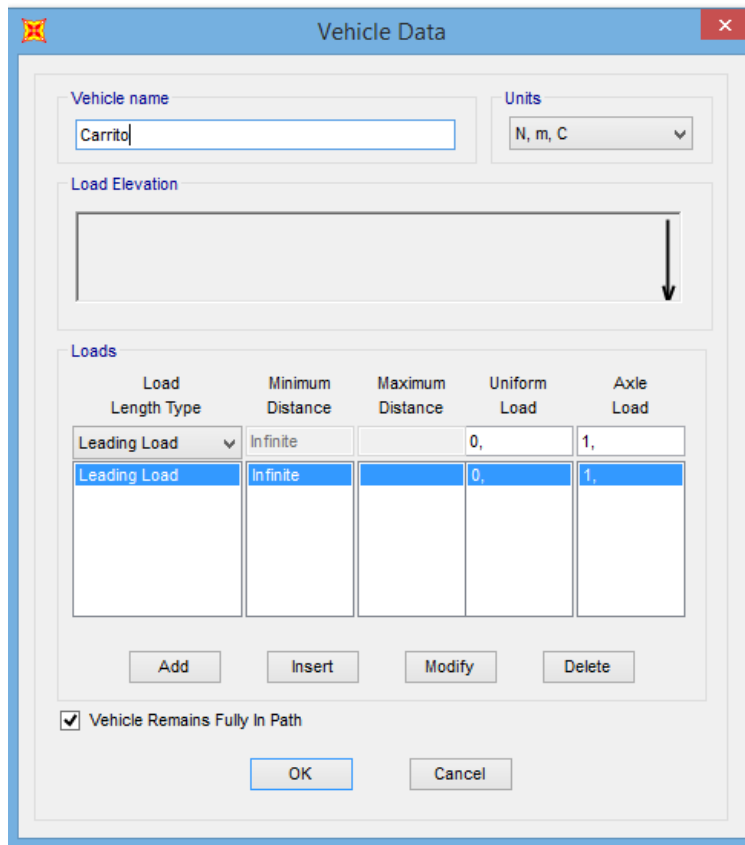 Vehicle Data
Vehicle name
Units
Carrito
N, m, C
Load Elevation
Loads
Load Length Type
Minimum Distance
Maximum Distance
Uniform Load
Axle Load
Leading Load Infinite 0, 1,
Leading Load Infinite 0, 1,
Add Insert Modify Delete
Vehicle Remains Fully In Path
OK Cancel